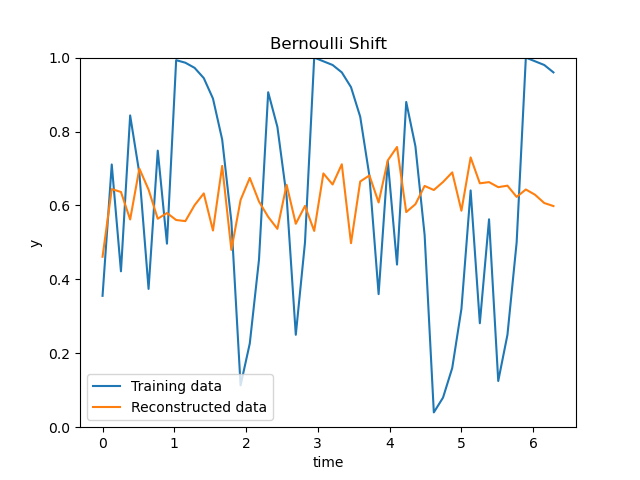 Bernoulli Shift
1.0
0.8
0.6
0.4
0.2
0.0
y
Training data
Reconstructed data
0 1 2 3 4 5 6
time